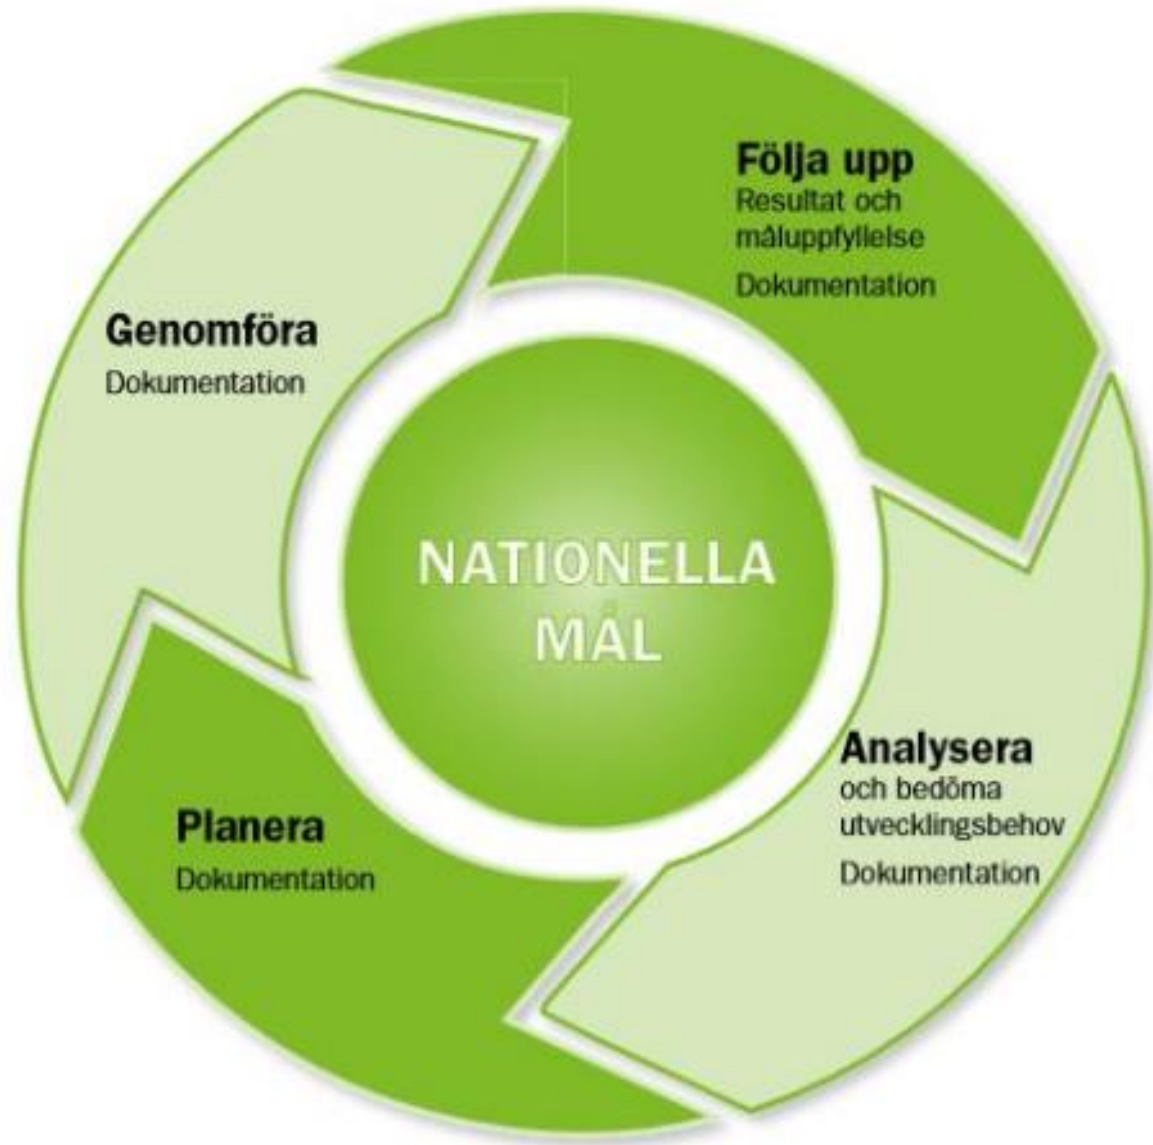 Följa upp
Resultat och
måluppfyllelse
Dokumentation
Genomföra
Dokumentation
NATIONELLA
MÅL
Analysera
och bedöma
utvecklingsbehov
Dokumentation
Planera
Dokumentation